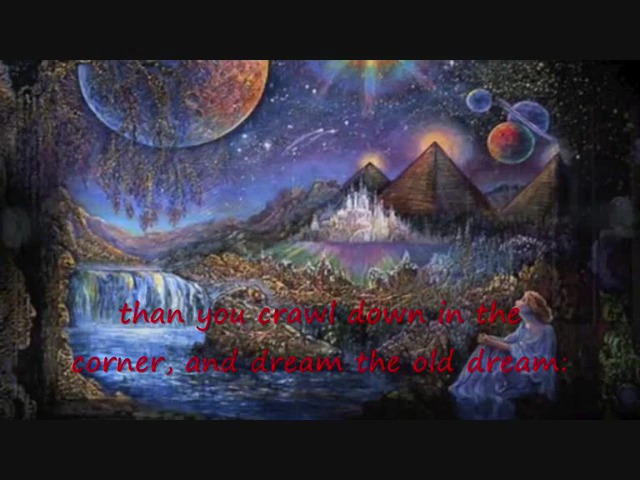 than you crawl down in the
corner, and dream the old dream.